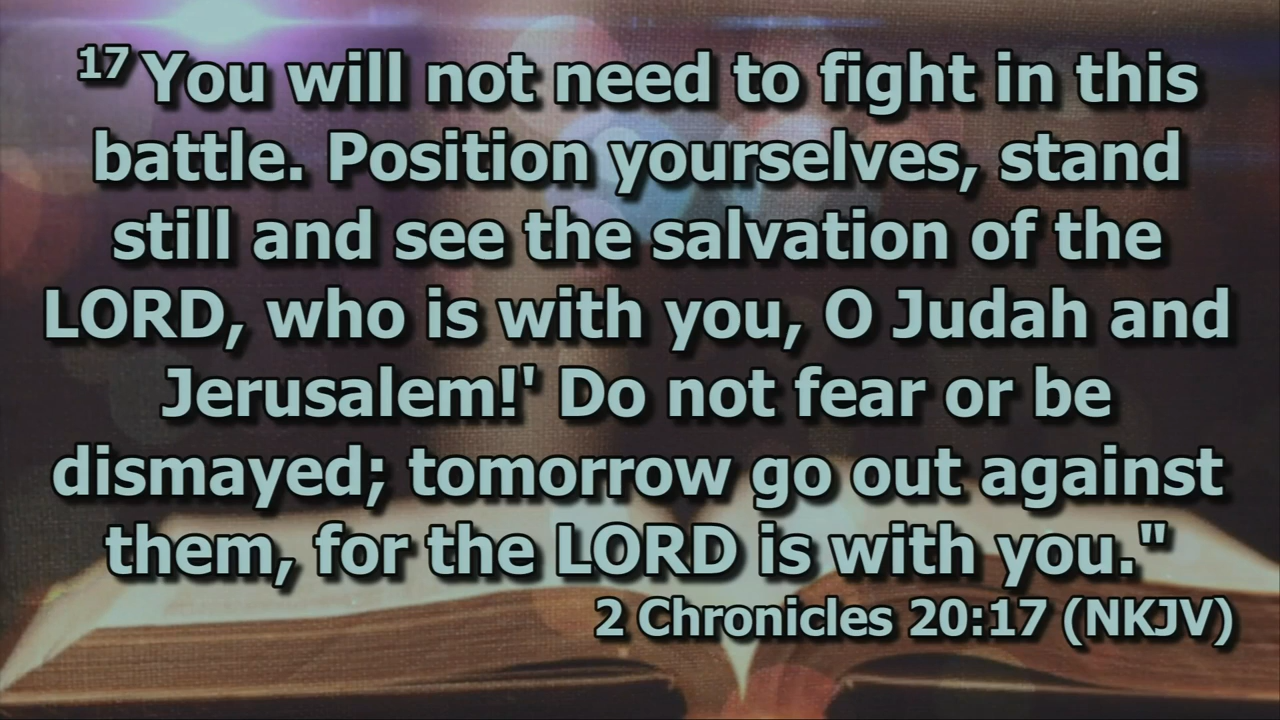 17 You will not need to fight in this
battle. Position yourselves, stand
still and see the salvation of the
LORD, who is with you, O Judah and
Jerusalem!' Do not fear or be
dismayed; tomorrow go out against
them, for the LORD is with you."
2 Chronicles 20:17 (NKJV)